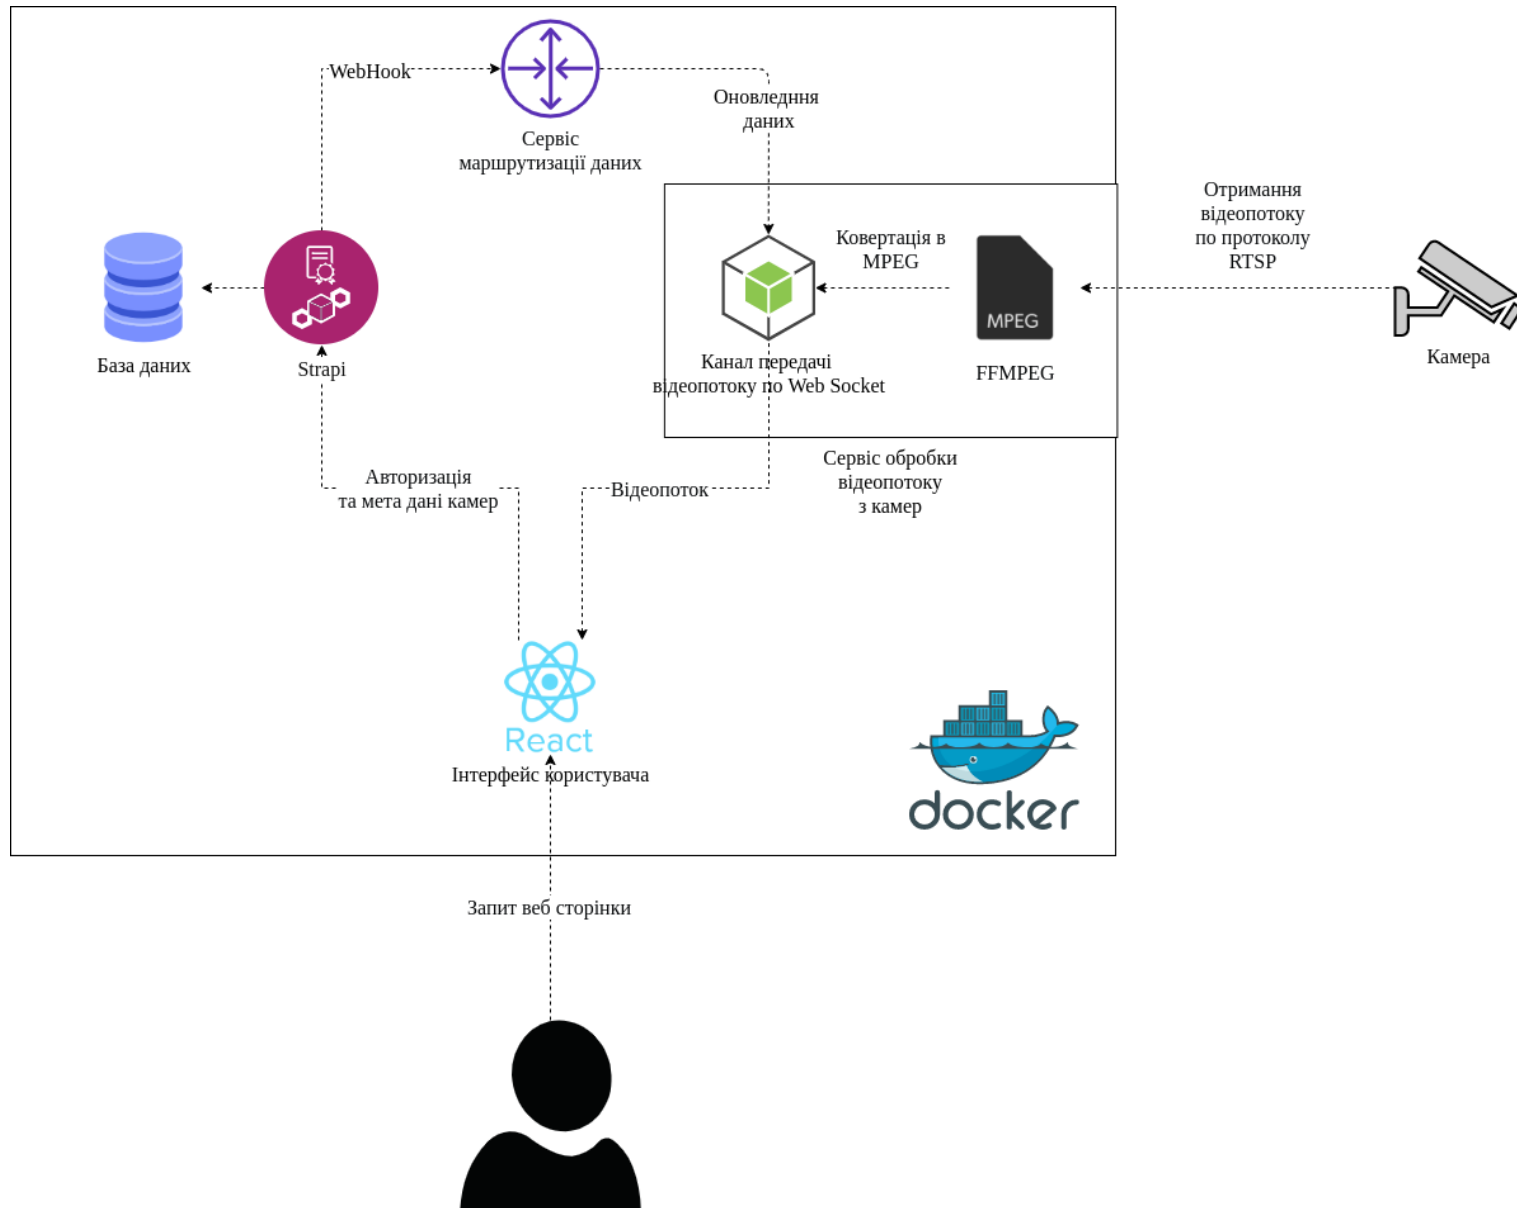 WebHook
Сервіс
маршрутизації даних
Оновледння
даних
Отримання
відеопотоку
по протоколу
RTSP
Ковертація в
MPEG
MPEG
База даних
Strapi
Канал передачі
відеопотоку по Web Socket
FFMPEG
Камера
Авторизація
та мета дані камер
Відеопоток
Сервіс обробки
відеопотоку
з камер
React
Інтерфейс користувача
docker
Запит веб сторінки